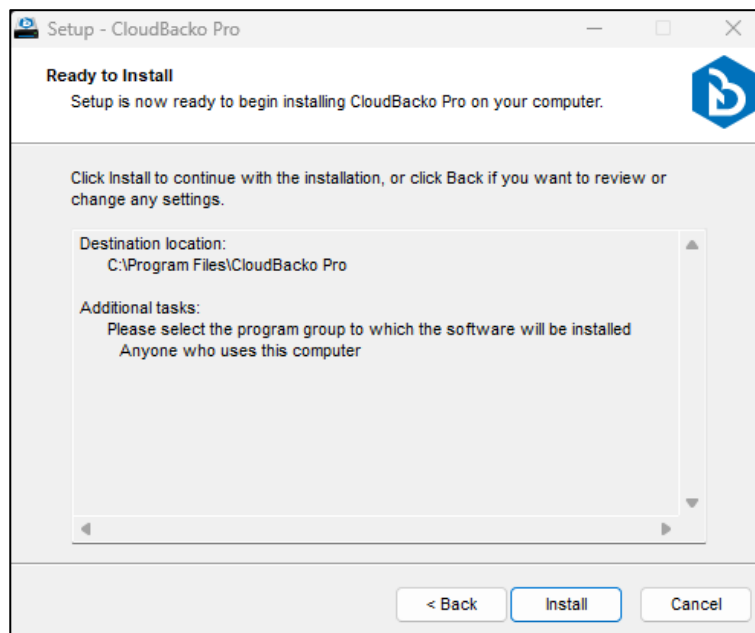 Setup - CloudBacko Pro
Ready to Install
Setup is now ready to begin installing CloudBacko Pro on your computer.
Click Install to continue with the installation, or click Back if you want to review or
change any settings.
Destination location:
C:\Program Files\CloudBacko Pro
Additional tasks:
Please select the program group to which the software will be installed
Anyone who uses this computer
< Back
Install
Cancel